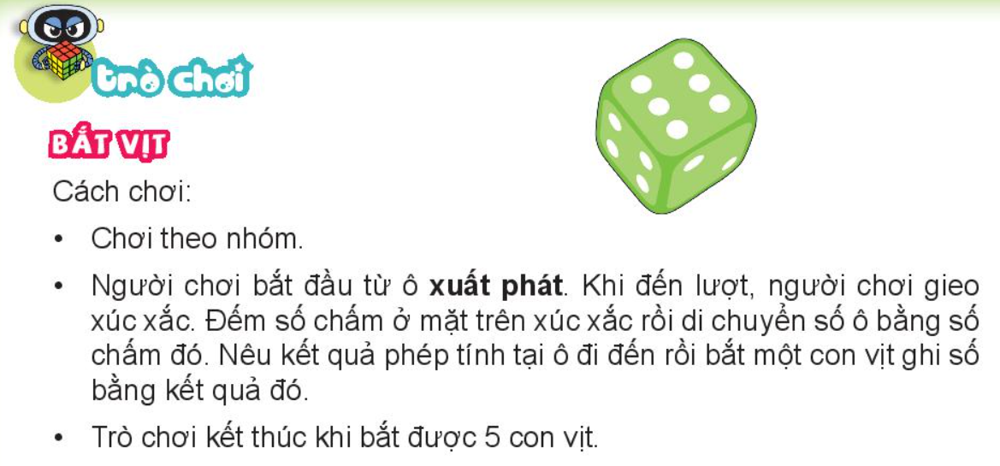 trò chơi
BẮT VỊT
Cách chơi:
• Chơi theo nhóm.
• Người chơi bắt đầu từ ô xuất phát. Khi đến lượt, người chơi gieo
xúc xắc. Đếm số chấm ở mặt trên xúc xắc rồi di chuyển số ô bằng số
chấm đó. Nêu kết quả phép tính tại ô đi đến rồi bắt một con vịt ghi số
bằng kết quả đó.
• Trò chơi kết thúc khi bắt được 5 con vịt.